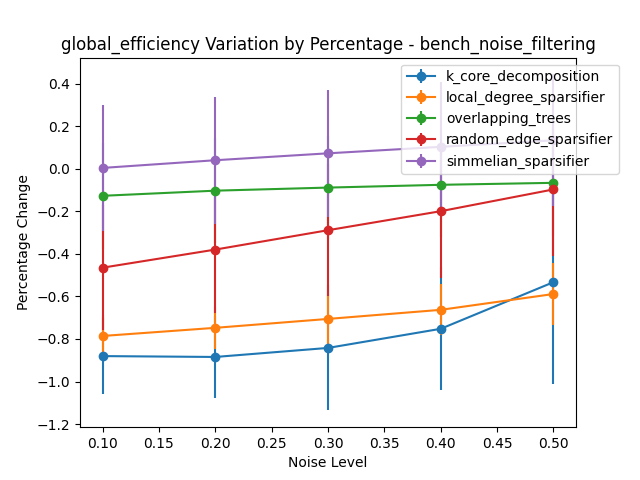 global_efficiency Variation by Percentage - bench_noise_filtering
k_core_decomposition
local_degree_sparsifier
overlapping_trees
random_edge_sparsifier
simmelian_sparsifier
Percentage Change
0.4
0.2
0.0
−0.2
−0.4
−0.6
−0.8
−1.0
−1.2
0.10 0.15 0.20 0.25 0.30 0.35 0.40 0.45 0.50
Noise Level